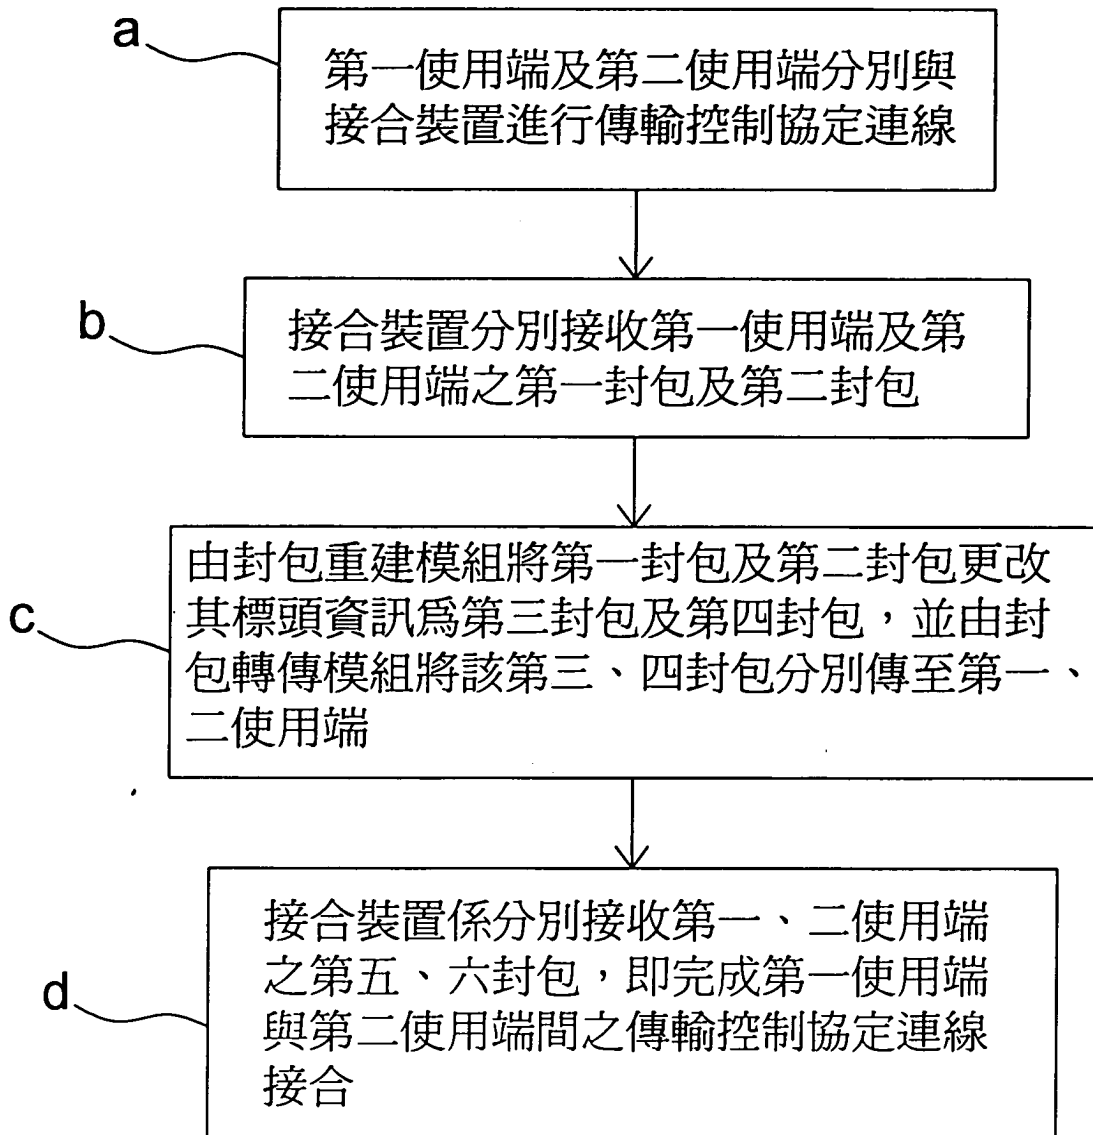 a
第一使用端及第二使用端分別與
接合裝置進行傳輸控制協定連線
b
接合裝置分別接收第一使用端及第
二使用端之第一封包及第二封包
c
由封包重建模組將第一封包及第二封包更改
其標頭資訊爲第三封包及第四封包，並由封
包轉傳模組將該第三、四封包分別傳至第一、
二使用端
d
接合裝置係分別接收第一、二使用端
之第五、六封包，即完成第一使用端
與第二使用端間之傳輸控制協定連線
接合